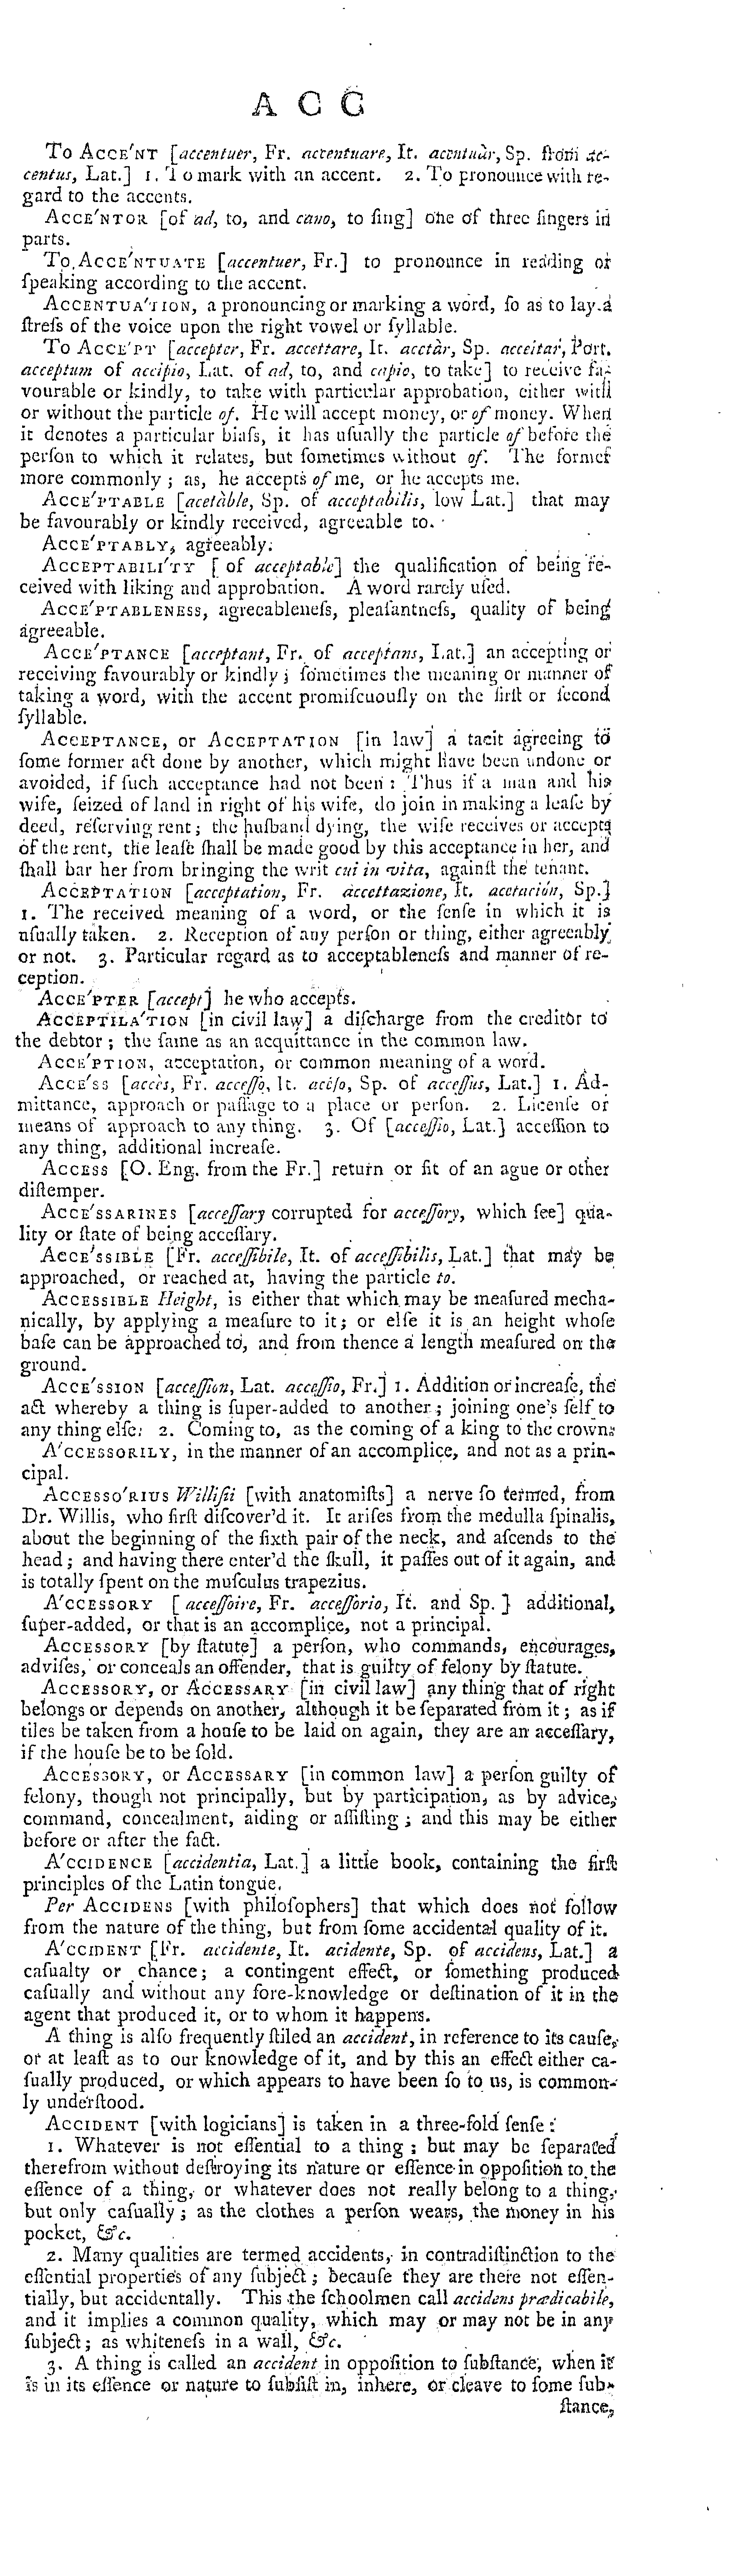 A C C
To ACCE'NT [accentuer, Fr. accentuare, It. acentuàr, Sp. from ac-
centus, Lat.] 1. To mark with an accent. 2. To pronounce with re-
gard to the accents.
ACCE'NTOR [of ad, to, and cano, to ſing] one of three ſingers in
parts.
To ACCE'NTUATE [accentuer, Fr.] to pronounce in reading or
ſpeaking according to the accent.
ACCENTUA'TION, a pronouncing or marking a word, ſo as to lay a
ſtreſs of the voice upon the right vowel or ſyllable.
To ACCE'PT [accepter, Fr. accettare, It. acetàr, Sp. acceitar, Port.
acceptum of accipio, Lat. of ad, to, and capio, to take] to receive fa-
vourable or kindly, to take with particular approbation, either with
or without the particle of. He will accept money, or of money. When
it denotes a particular biaſs, it has uſually the particle of before the
perſon to which it relates, but ſometimes without of. The former
more commonly; as, he accepts of me, or he accepts me.
ACCE'PTABLE [acetàble, Sp. of acceptabilis, low Lat.] that may
be favourably or kindly received, agreeable to.
ACCE'PTABLY, agreeably.
ACCEPTABILI'TY [of acceptable] the qualification of being re-
ceived with liking and approbation. A word rarely uſed.
ACCE'PTABLENESS, agreeableneſs, pleaſantneſs, quality of being
agreeable.
ACCE'PTANCE [acceptant, Fr. of acceptans, Lat.] an accepting or
receiving favourably or kindly; ſometimes the meaning or manner of
taking a word, with the accent promiſcuouſly on the firſt or ſecond
ſyllable.
ACCEPTANCE, or ACCEPTATION [in law] a tacit agreeing to
ſome former act done by another, which might have been undone or
avoided, if ſuch acceptance had not been: Thus if a man and his
wife, ſeized of land in right of his wife, do join in making a leaſe by
deed, reſerving rent; the huſband dying, the wife receives or accepts
of the rent, the leaſe ſhall be made good by this acceptance in her, and
ſhall bar her from bringing the writ cui in vita, againſt the tenant.
ACCEPTATION [acceptation, Fr. accettazione, It. acetación, Sp.]
1. The received meaning of a word, or the ſenſe in which it is
uſually taken. 2. Reception of any perſon or thing, either agreeably
or not. 3. Particular regard as to acceptableneſs and manner of re-
ception.
ACCE'PTER [accept] he who accepts.
ACCEPTILA'TION [in civil law] a diſcharge from the creditor to
the debtor; the ſame as an acquittance in the common law.
ACCE'PTION, acceptation, or common meaning of a word.
ACCE'SS [accès, Fr. acceſſo, It. aceſo, Sp. of acceſſus, Lat.] 1. Ad-
mittance, approach or paſſage to a place or perſon. 2. Licenſe or
means of approach to any thing. 3. Of [acceſſio, Lat.] acceſſion to
any thing, additional increaſe.
ACCESS [O. Eng. from the Fr.] return or fit of an ague or other
diſtemper.
ACCE'SSARINES [acceſſary corrupted for acceſſory, which ſee] qua-
lity or ſtate of being acceſſary.
ACCE'SSIBLE [Fr. acceſſibile, It. of acceſſibilis, Lat.] that may be
approached, or reached at, having the particle to.
ACCESSIBLE Height, is either that which may be meaſured mecha-
nically, by applying a meaſure to it; or elſe it is an height whoſe
baſe can be approached to, and from thence a length meaſured on the
ground.
ACCE'SSION [acceſſion, Lat. acceſſio, Fr.] 1. Addition or increaſe, the
act whereby a thing is ſuper-added to another; joining one's ſelf to
any thing elſe: 2. Coming to, as the coming of a king to the crown.
A'CCESSORILY, in the manner of an accomplice, and not as a prin-
cipal.
ACCESSO'RIUS Williſii [with anatomiſts] a nerve ſo termed, from
Dr. Willis, who firſt diſcover'd it. It ariſes from the medulla ſpinalis,
about the beginning of the ſixth pair of the neck, and aſcends to the
head; and having there enter'd the ſkull, it paſſes out of it again, and
is totally ſpent on the muſculus trapezius.
A'CCESSORY [acceſſoire, Fr. acceſſorio, It. and Sp.] additional,
ſuper-added, or that is an accomplice, not a principal.
ACCESSORY [by ſtatute] a perſon, who commands, encourages,
adviſes, or conceals an offender, that is guilty of felony by ſtatute.
ACCESSORY, or ACCESSARY [in civil law] any thing that of right
belongs or depends on another, although it be ſeparated from it; as if
tiles be taken from a houſe to be laid on again, they are an acceſſary,
if the houſe be to be ſold.
ACCESSORY, or ACCESSARY [in common law] a perſon guilty of
felony, though not principally, but by participation, as by advice,
command, concealment, aiding or aſſiſting; and this may be either
before or after the fact.
A'CCIDENCE [accidentia, Lat.] a little book, containing the firſt
principles of the Latin tongue.
Per ACCIDENS [with philoſophers] that which does not follow
from the nature of the thing, but from ſome accidental quality of it.
A'CCIDENT [Fr. accidente, It. acidente, Sp. of accidens, Lat.] a
caſualty or chance; a contingent effect, or ſomething produced
caſually and without any fore-knowledge or deſtination of it in the
agent that produced it, or to whom it happens.
A thing is alſo frequently ſtiled an accident, in reference to its cauſe,
or at leaſt as to our knowledge of it, and by this an effect either ca-
ſually produced, or which appears to have been ſo to us, is common-
ly underſtood.
ACCIDENT [with logicians] is taken in a three-fold ſenſe:
1. Whatever is not eſſential to a thing; but may be ſeparated
therefrom without deſtroying its nature or eſſence in oppoſition to the
eſſence of a thing, or whatever does not really belong to a thing,
but only caſually; as the clothes a perſon wears, the money in his
pocket, &c.
2. Many qualities are termed accidents, in contradiſtinction to the
eſſential properties of any ſubject; becauſe they are there not eſſen-
tially, but accidentally. This the ſchoolmen call accidens prædicabile,
and it implies a common quality, which may or may not be in any
ſubject; as whiteneſs in a wall, &c.
3. A thing is called an accident in oppoſition to ſubſtance, when it
is in its eſſence or nature to ſubſiſt in, inhere, or cleave to ſome ſub-
ſtance,